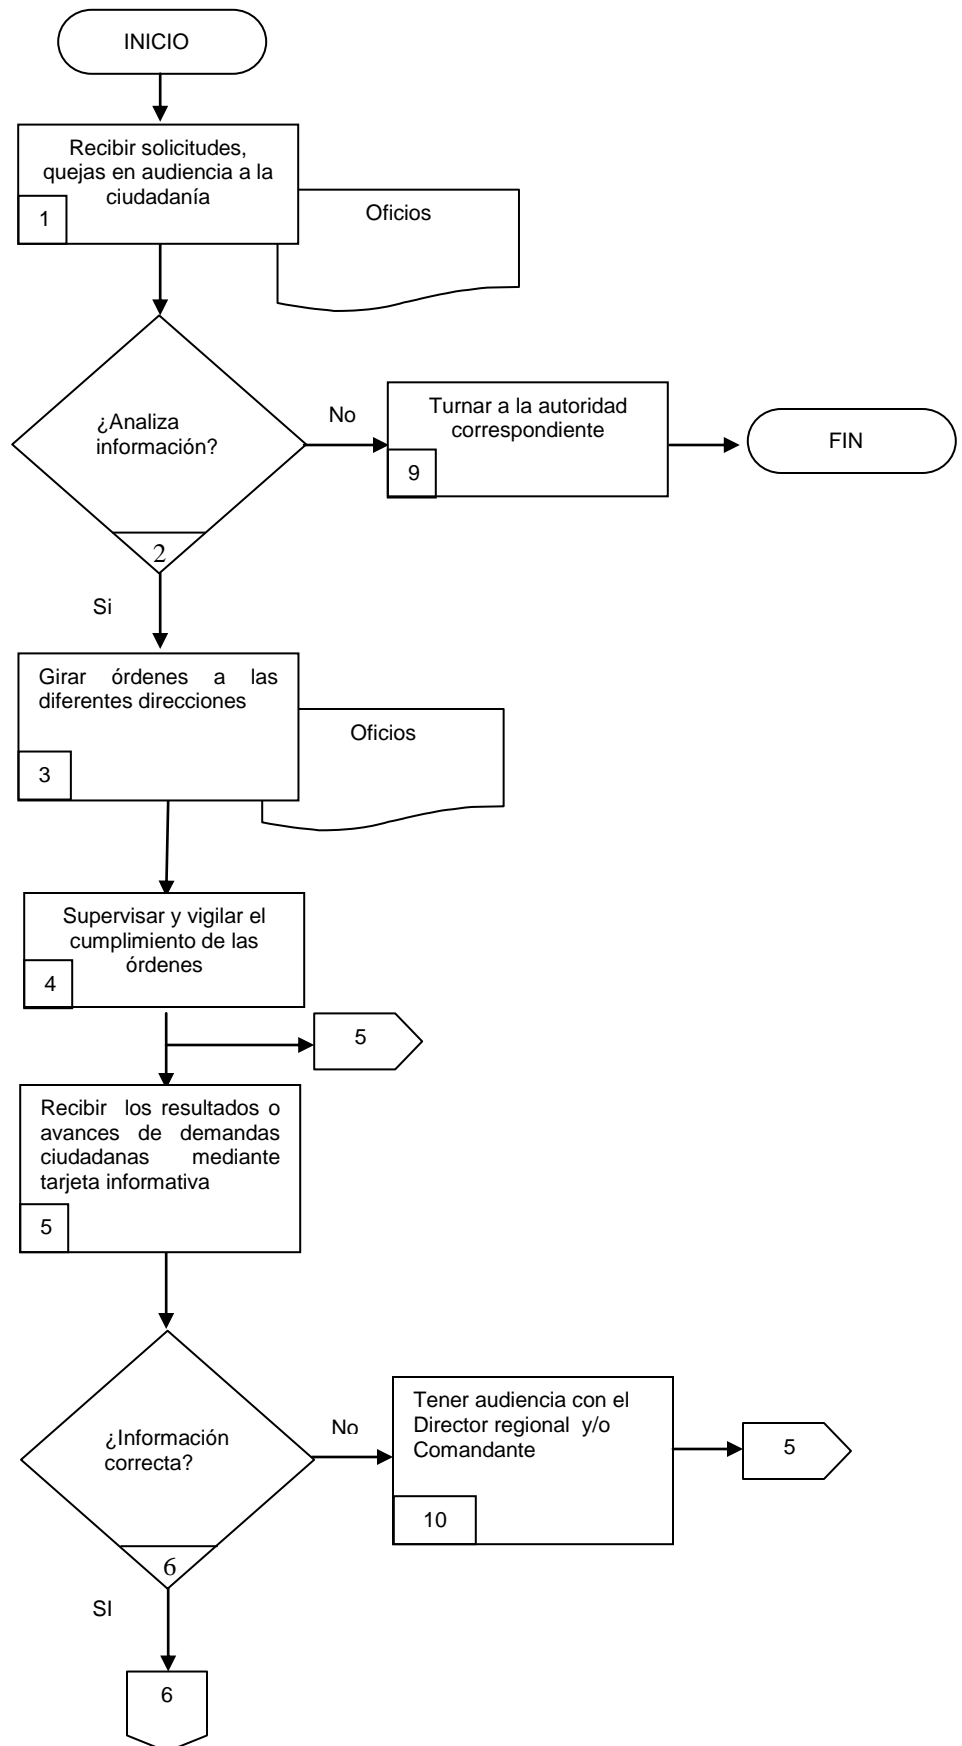 INICIO
Recibir solicitudes,
quejas en audiencia a la
ciudadanía
1
Oficios
¿Analiza
información?
2
No
Turnar a la autoridad
correspondiente
9
FIN
Si
Girar órdenes a las
diferentes direcciones
3
Oficios
Supervisar y vigilar el
cumplimiento de las
órdenes
4
5
Recibir los resultados o
avances de demandas
ciudadanas mediante
tarjeta informativa
5
¿Información
correcta?
6
No
Tener audiencia con el
Director regional y/o
Comandante
10
5
SI
6